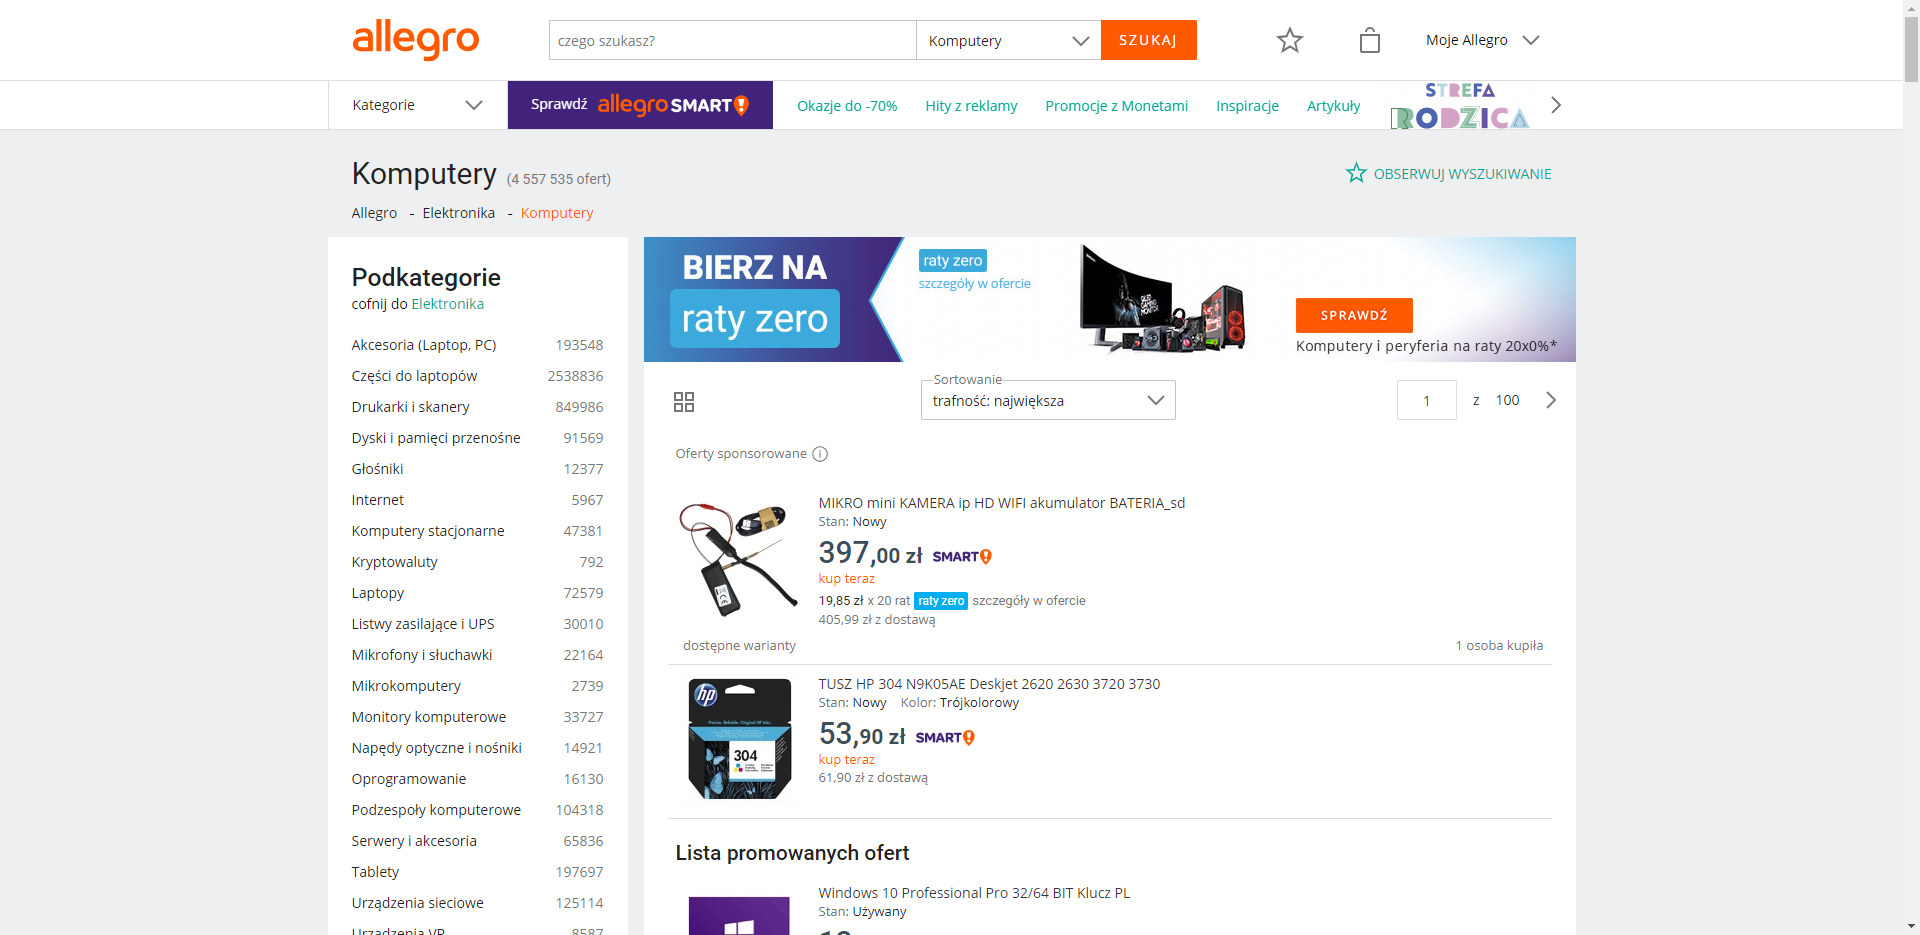 allegro
czego szukasz?
Komputery
SZUKAJ
Moje Allegro
Kategorie
Sprawdź allegro SMART!
Okazje do -70%
Hity z reklamy
Promocje z Monetami
Inspiracje
Artykuły
STREFA
RODZICA
Komputery (4 557 535 ofert)
OBSERWUJ WYSZUKIWANIE
Allegro - Elektronika - Komputery
Podkategorie
cofnij do Elektronika
Akcesoria (Laptop, PC) 193548
Części do laptopów 2538836
Drukarki i skanery 849986
Dyski i pamięci przenośne 91569
Głośniki 12377
Internet 5967
Komputery stacjonarne 47381
Kryptowaluty 792
Laptopy 72579
Listwy zasilające i UPS 30010
Mikrofony i słuchawki 22164
Mikrokomputery 2739
Monitory komputerowe 33727
Napędy optyczne i nośniki 14921
Oprogramowanie 16130
Podzespoły komputerowe 104318
Serwery i akcesoria 65836
Tablety 197697
Urządzenia sieciowe 125114
Urządzenia VR 8587
BIERZ NA
raty zero
raty zero
szczegóły w ofercie
SPRAWDŹ
Komputery i peryferia na raty 20x0%*
Sortowanie
trafność: największa
1 z 100
Oferty sponsorowane
MIKRO mini KAMERA ip HD WIFI akumulator BATERIA_sd
Stan: Nowy
397,00 zł SMART!
kup teraz
19,85 zł x 20 rat raty zero szczegóły w ofercie
405,99 zł z dostawą
dostępne warianty
1 osoba kupiła
hp
304
TUSZ HP 304 N9K05AE Deskjet 2620 2630 3720 3730
Stan: Nowy Kolor: Trójkolorowy
53,90 zł SMART!
kup teraz
61,90 zł z dostawą
Lista promowanych ofert
Windows 10 Professional Pro 32/64 BIT Klucz PL
Stan: Używany